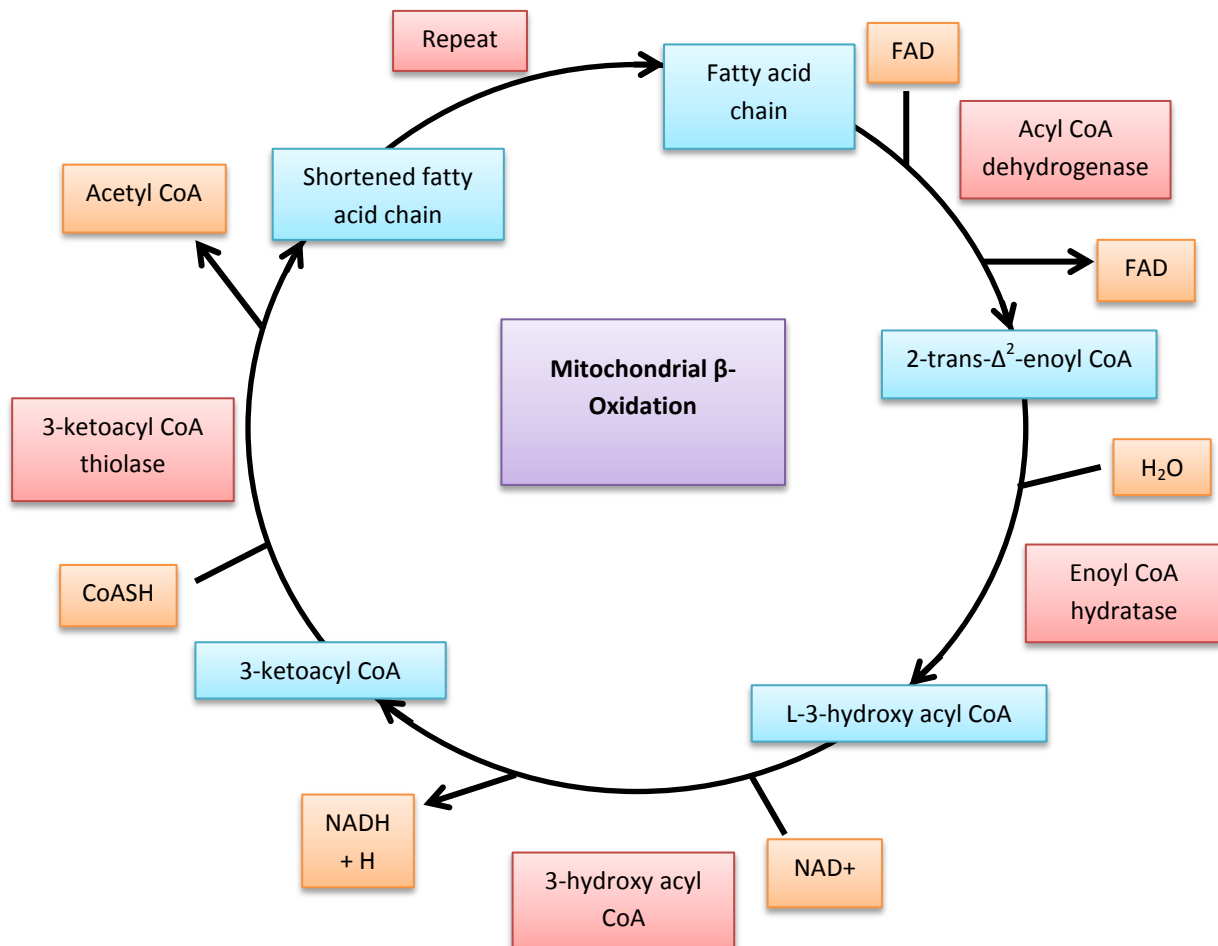 Repeat
Fatty acid
chain
FAD
Acyl CoA
dehydrogenase
Acetyl CoA
Shortened fatty
acid chain
FAD
2-trans-Δ²-enoyl CoA
Mitochondrial β-
Oxidation
3-ketoacyl CoA
thiolase
H₂O
CoASH
Enoyl CoA
hydratase
3-ketoacyl CoA
L-3-hydroxy acyl CoA
NADH
+ H
3-hydroxy acyl
CoA
NAD+